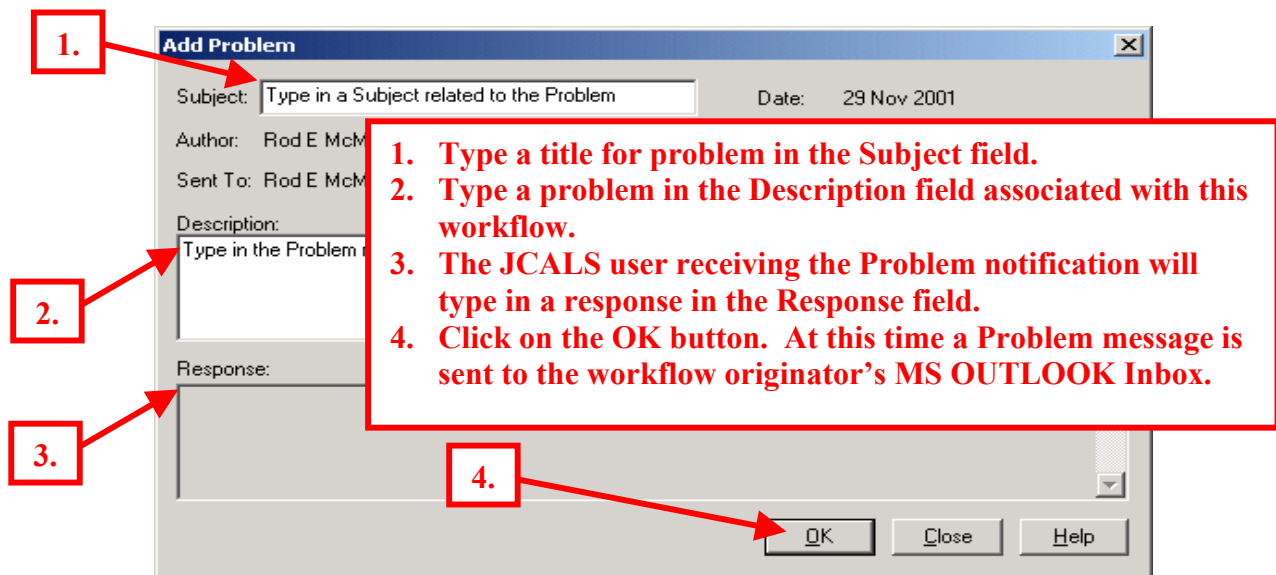 1.
Add Problem
Subject: Type in a Subject related to the Problem Date: 29 Nov 2001
Author: Rod E
Sent To: Rod E
Description:
Type in the Problem
2.
1. Type a title for problem in the Subject field.
2. Type a problem in the Description field associated with this
workflow.
3. The JCALS user receiving the Problem notification will
type in a response in the Response field.
4. Click on the OK button. At this time a Problem message is
sent to the workflow originator's MS OUTLOOK Inbox.
Response:
3.
4.
OK Close Help